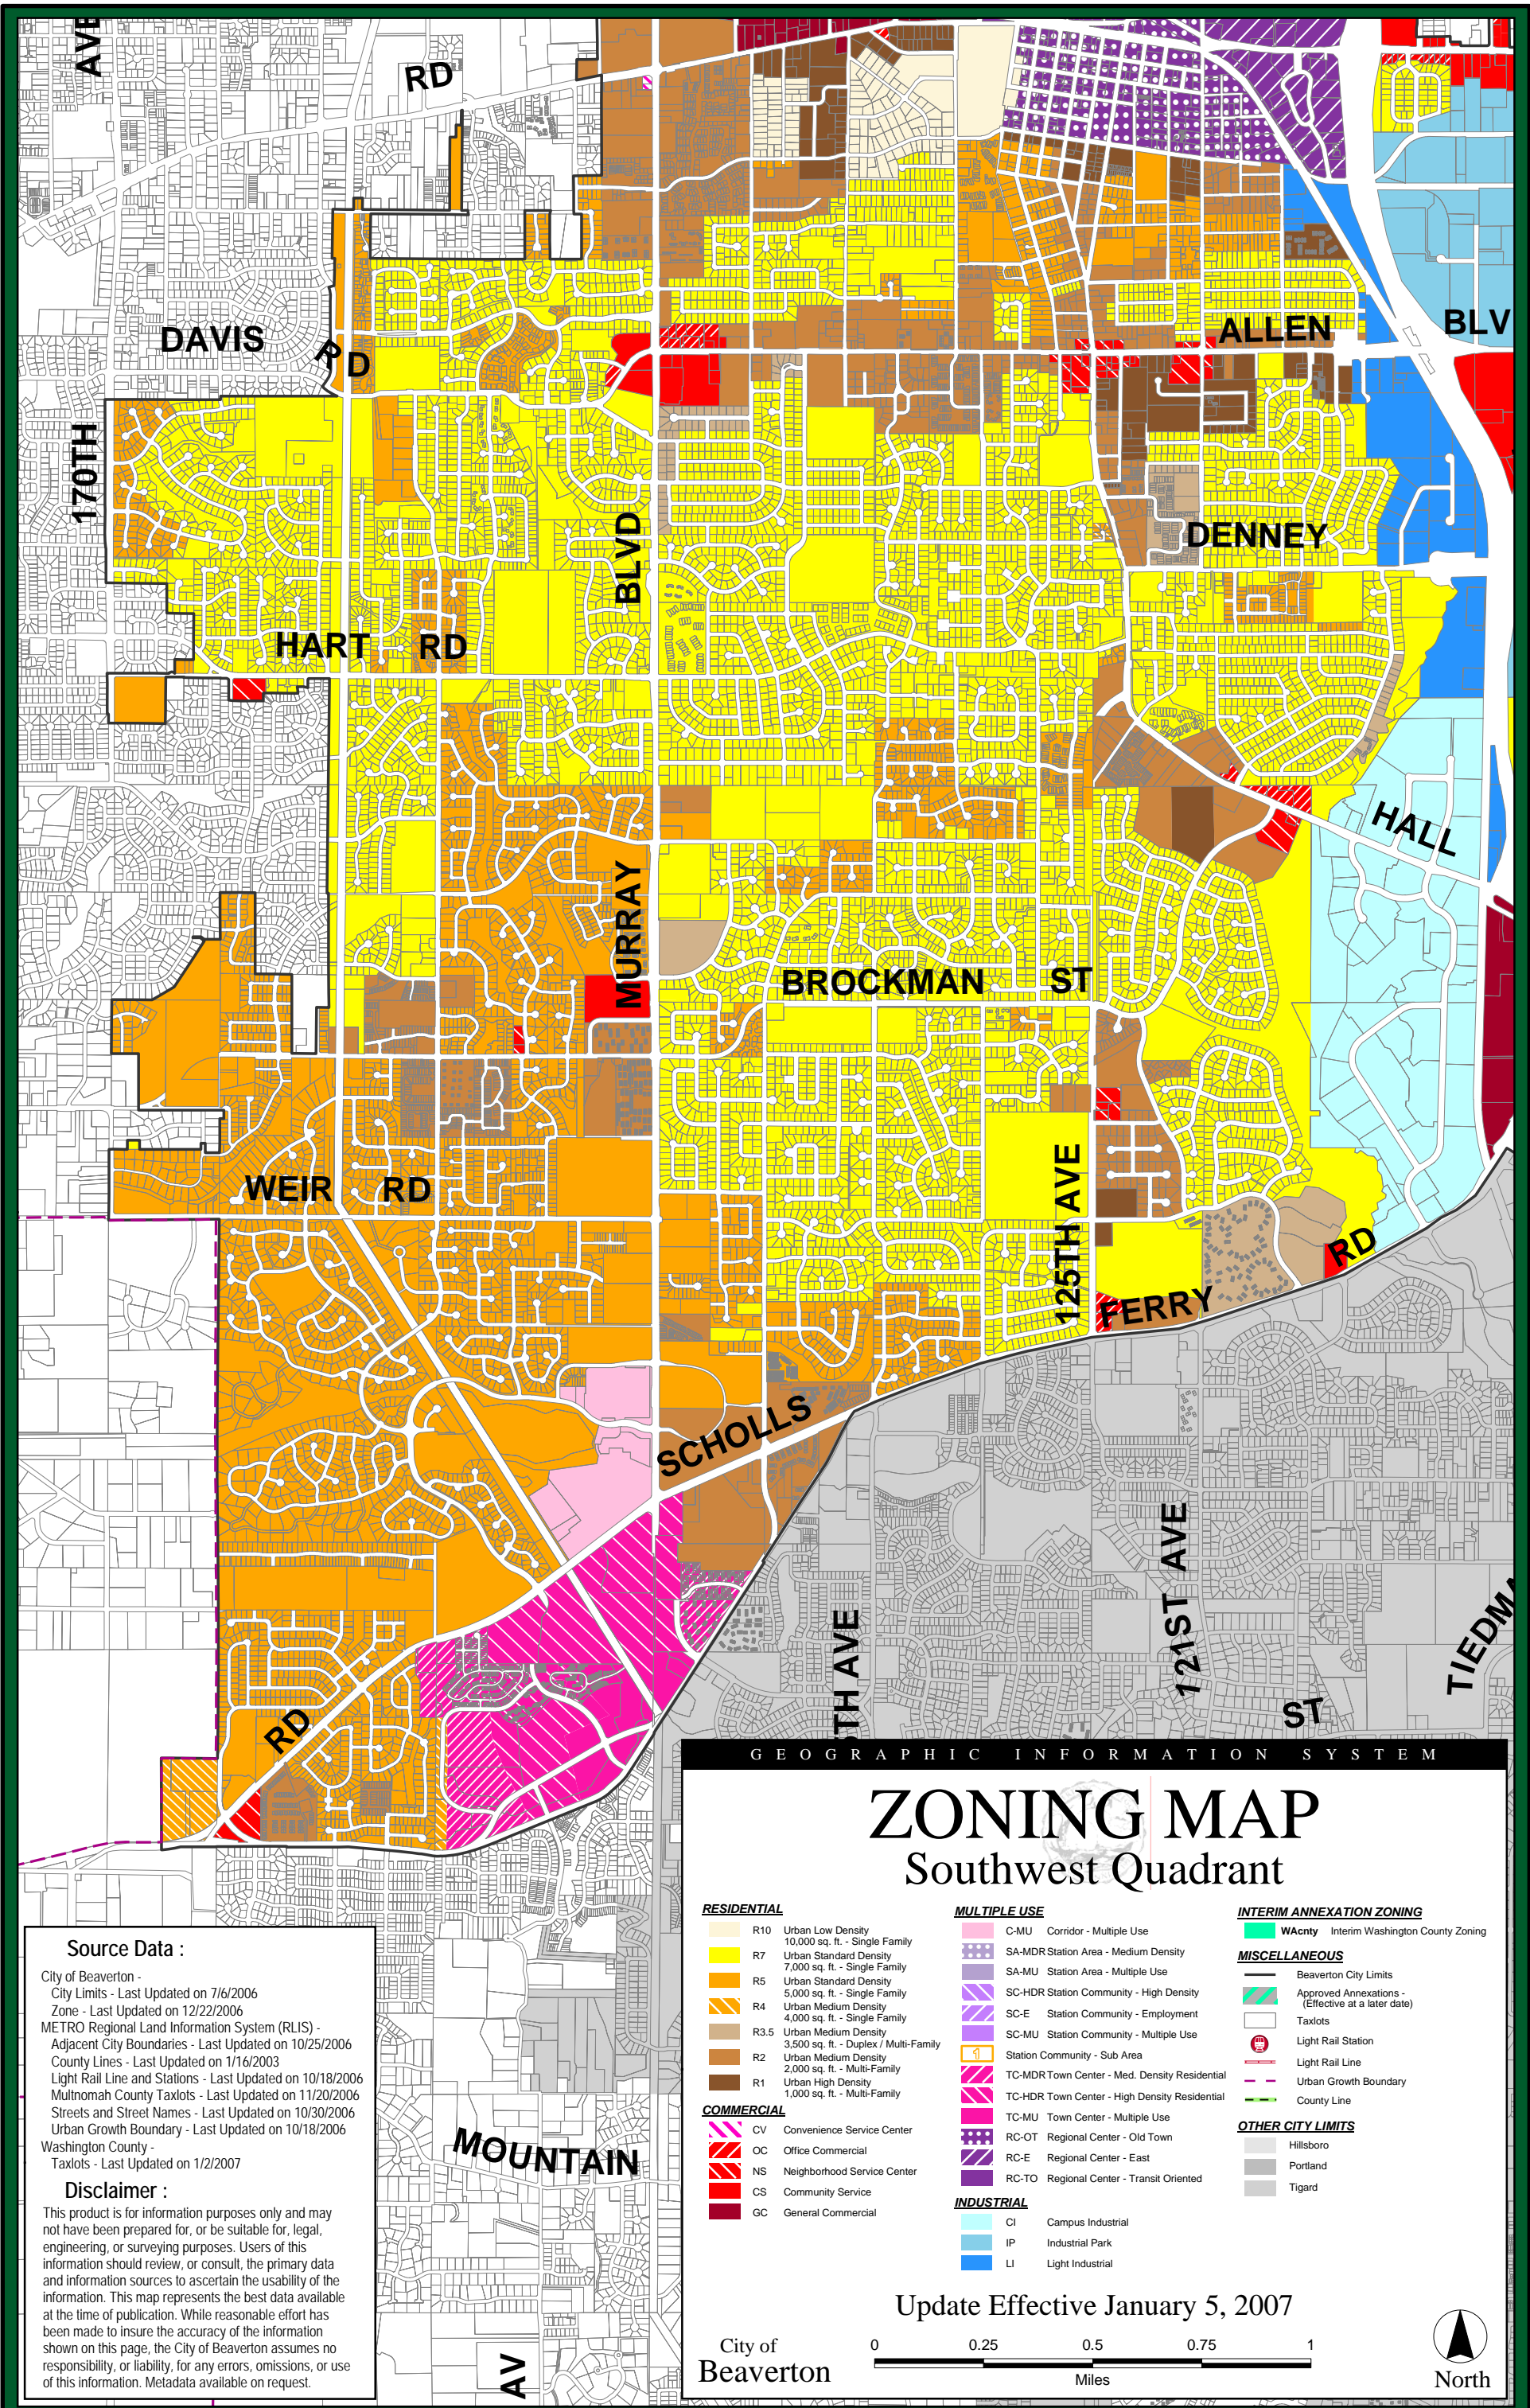 AVE
RD
DAVIS
RD
ALLEN
BLV
170TH
BLVD
DENNEY
HART RD
HALL
MURRAY
BROCKMAN ST
WEIR RD
125TH AVE
RD
FERRY
SCHOLLS
121ST AVE
TH AVE
TIEDMA
ST
RD
MOUNTAIN
AV
GEOGRAPHIC INFORMATION SYSTEM
ZONING MAP
Southwest Quadrant
RESIDENTIAL
R10 Urban Low Density
10,000 sq. ft. - Single Family
R7 Urban Standard Density
7,000 sq. ft. - Single Family
R5 Urban Standard Density
5,000 sq. ft. - Single Family
R4 Urban Medium Density
4,000 sq. ft. - Single Family
R3.5 Urban Medium Density
3,500 sq. ft. - Duplex / Multi-Family
R2 Urban Medium Density
2,000 sq. ft. - Multi-Family
R1 Urban High Density
1,000 sq. ft. - Multi-Family
COMMERCIAL
CV Convenience Service Center
OC Office Commercial
NS Neighborhood Service Center
CS Community Service
GC General Commercial
MULTIPLE USE
C-MU Corridor - Multiple Use
SA-MDR Station Area - Medium Density
SA-MU Station Area - Multiple Use
SC-HDR Station Community - High Density
SC-E Station Community - Employment
SC-MU Station Community - Multiple Use
1 Station Community - Sub Area
TC-MDR Town Center - Med. Density Residential
TC-HDR Town Center - High Density Residential
TC-MU Town Center - Multiple Use
RC-OT Regional Center - Old Town
RC-E Regional Center - East
RC-TO Regional Center - Transit Oriented
INDUSTRIAL
CI Campus Industrial
IP Industrial Park
LI Light Industrial
INTERIM ANNEXATION ZONING
WAcnty Interim Washington County Zoning
MISCELLANEOUS
Beaverton City Limits
Approved Annexations -
(Effective at a later date)
Taxlots
Light Rail Station
Light Rail Line
Urban Growth Boundary
County Line
OTHER CITY LIMITS
Hillsboro
Portland
Tigard
Update Effective January 5, 2007
City of
Beaverton
0 0.25 0.5 0.75 1
Miles
North
Source Data :
City of Beaverton -
City Limits - Last Updated on 7/6/2006
Zone - Last Updated on 12/22/2006
METRO Regional Land Information System (RLIS) -
Adjacent City Boundaries - Last Updated on 10/25/2006
County Lines - Last Updated on 1/16/2003
Light Rail Line and Stations - Last Updated on 10/18/2006
Multnomah County Taxlots - Last Updated on 11/20/2006
Streets and Street Names - Last Updated on 10/30/2006
Urban Growth Boundary - Last Updated on 10/18/2006
Washington County -
Taxlots - Last Updated on 1/2/2007
Disclaimer :
This product is for information purposes only and may
not have been prepared for, or be suitable for, legal,
engineering, or surveying purposes. Users of this
information should review, or consult, the primary data
and information sources to ascertain the usability of the
information. This map represents the best data available
at the time of publication. While reasonable effort has
been made to insure the accuracy of the information
shown on this page, the City of Beaverton assumes no
responsibility, or liability, for any errors, omissions, or use
of this information. Metadata available on request.